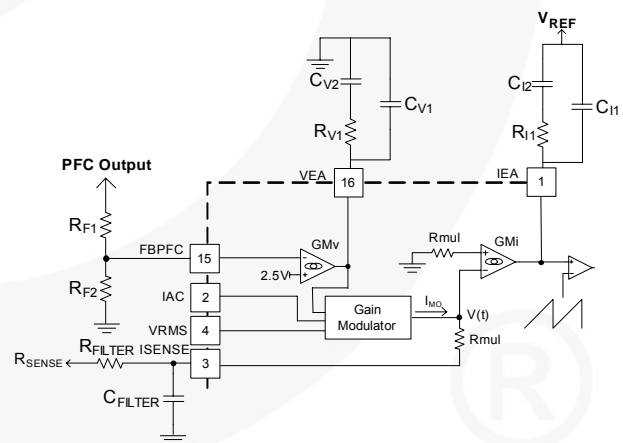 VREF
CV2
CV1
CI2
CI1
RV1
RI1
PFC Output
VEA
16
IEA
1
RF1
FBPFC
15
GMv
-
+
2.5V
Rmul
GMi
+
-
+
-
RF2
IAC
2
Gain
Modulator
IMO
V(t)
VRMS
4
RSENSE
RFILTER
ISENSE
3
Rmul
CFILTER
®